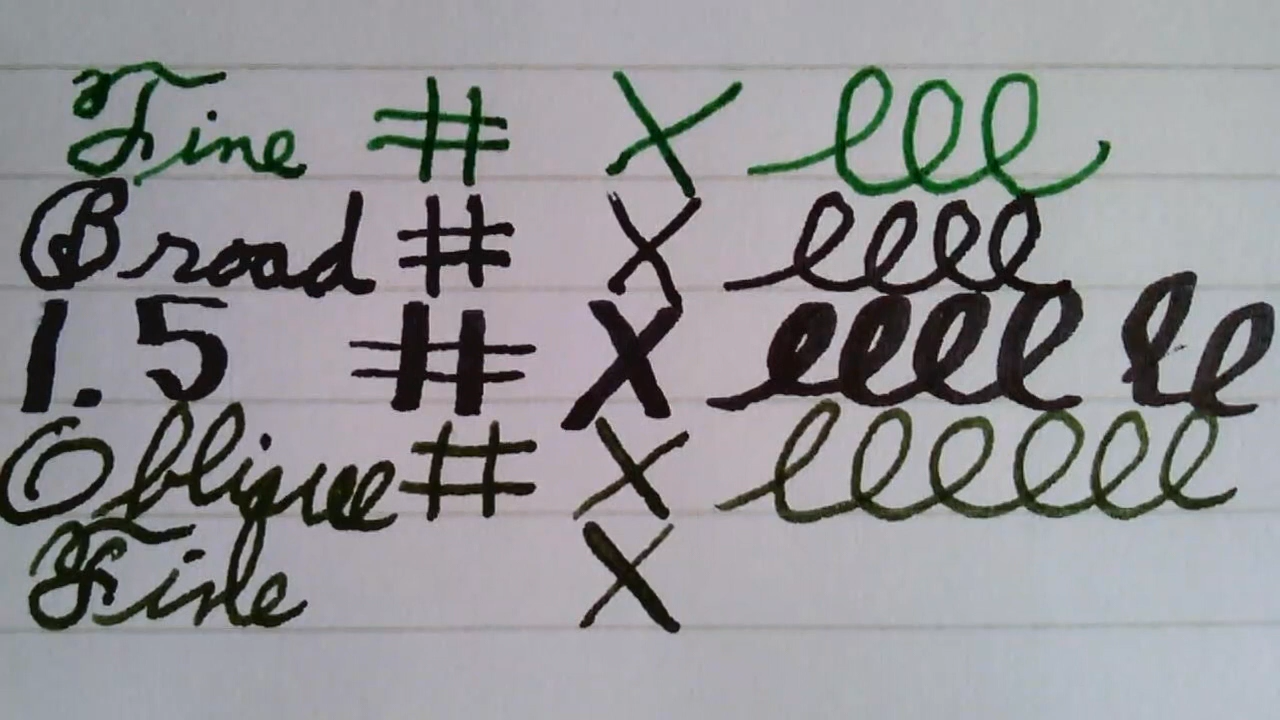 Fine # X lll
Broad # X llll
1.5 # X llll ll
Oblique # X llllll
Fine X